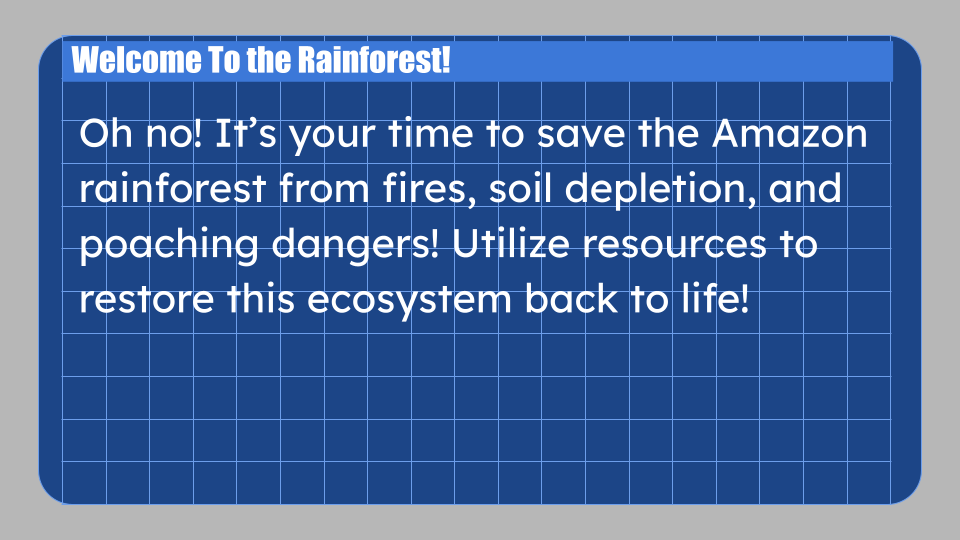 Welcome To the Rainforest!
Oh no! It’s your time to save the Amazon
rainforest from fires, soil depletion, and
poaching dangers! Utilize resources to
restore this ecosystem back to life!